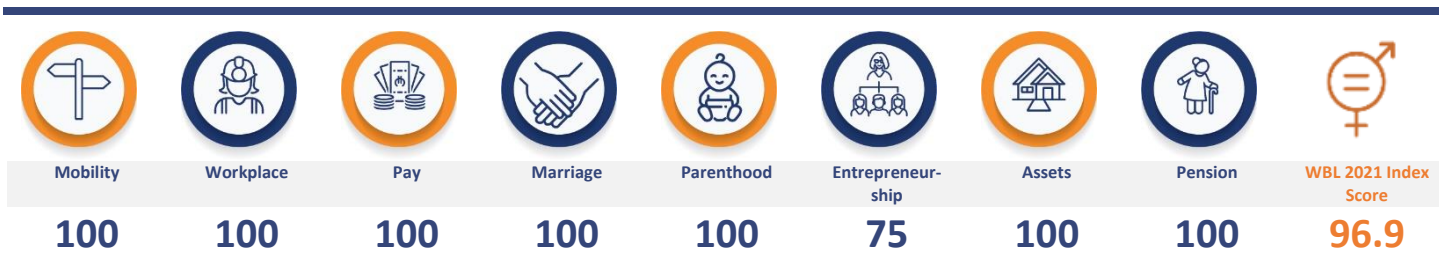 Mobility
Workplace
Pay
Marriage
Parenthood
Entrepreneur-
ship
Assets
Pension
WBL 2021 Index
Score
100
100
100
100
100
75
100
100
96.9